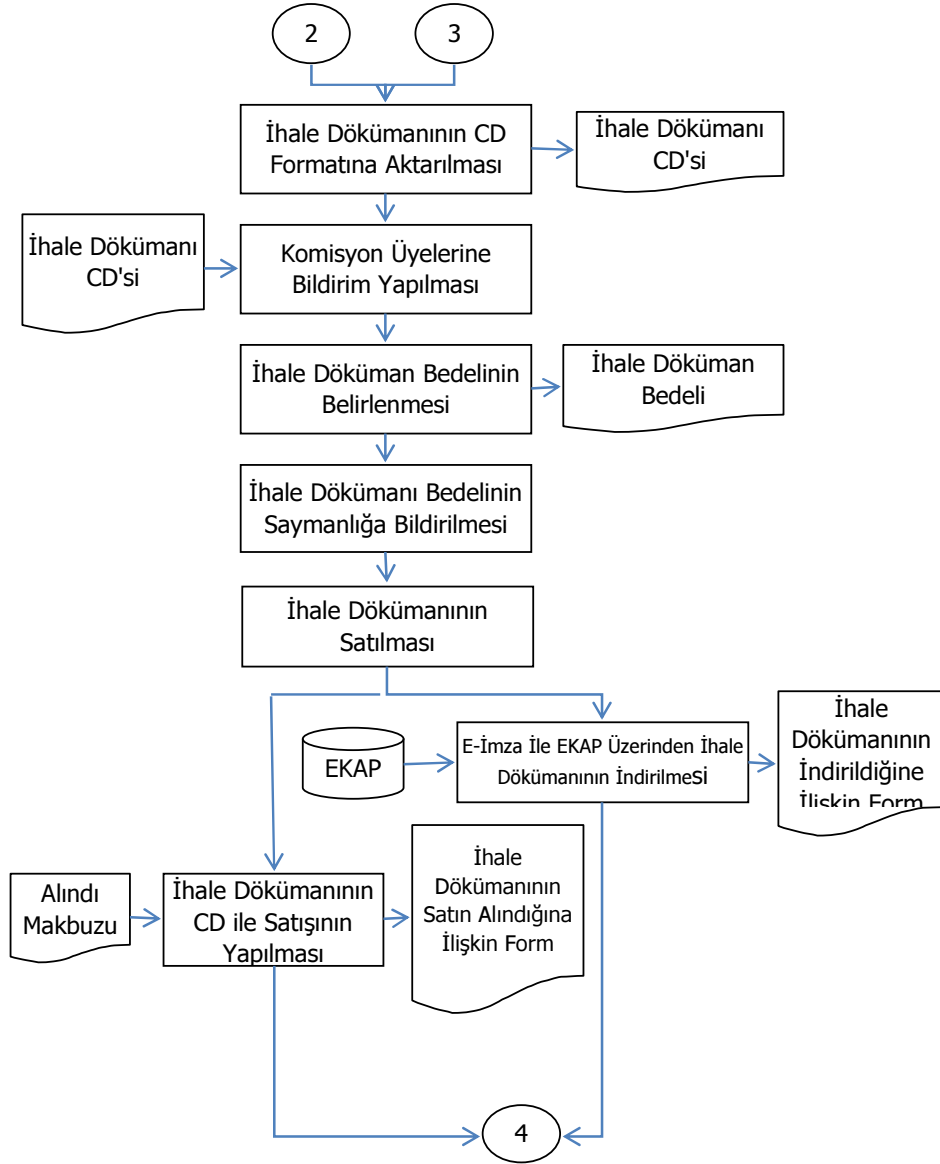 2
3
İhale Dökümanının CD
Formatına Aktarılması
İhale Dökümanı
CD'si
İhale Dökümanı
CD'si
Komisyon Üyelerine
Bildirim Yapılması
İhale Döküman Bedelinin
Belirlenmesi
İhale Döküman
Bedeli
İhale Dökümanı Bedelinin
Saymanlığa Bildirilmesi
İhale Dökümanının
Satılması
EKAP
E-İmza İle EKAP Üzerinden İhale
Dökümanının İndirilmesi
İhale
Dökümanının
İndirildiğine
İlişkin Form
Alındı
Makbuzu
İhale Dökümanının
CD ile Satışının
Yapılması
İhale
Dökümanının
Satın Alındığına
İlişkin Form
4